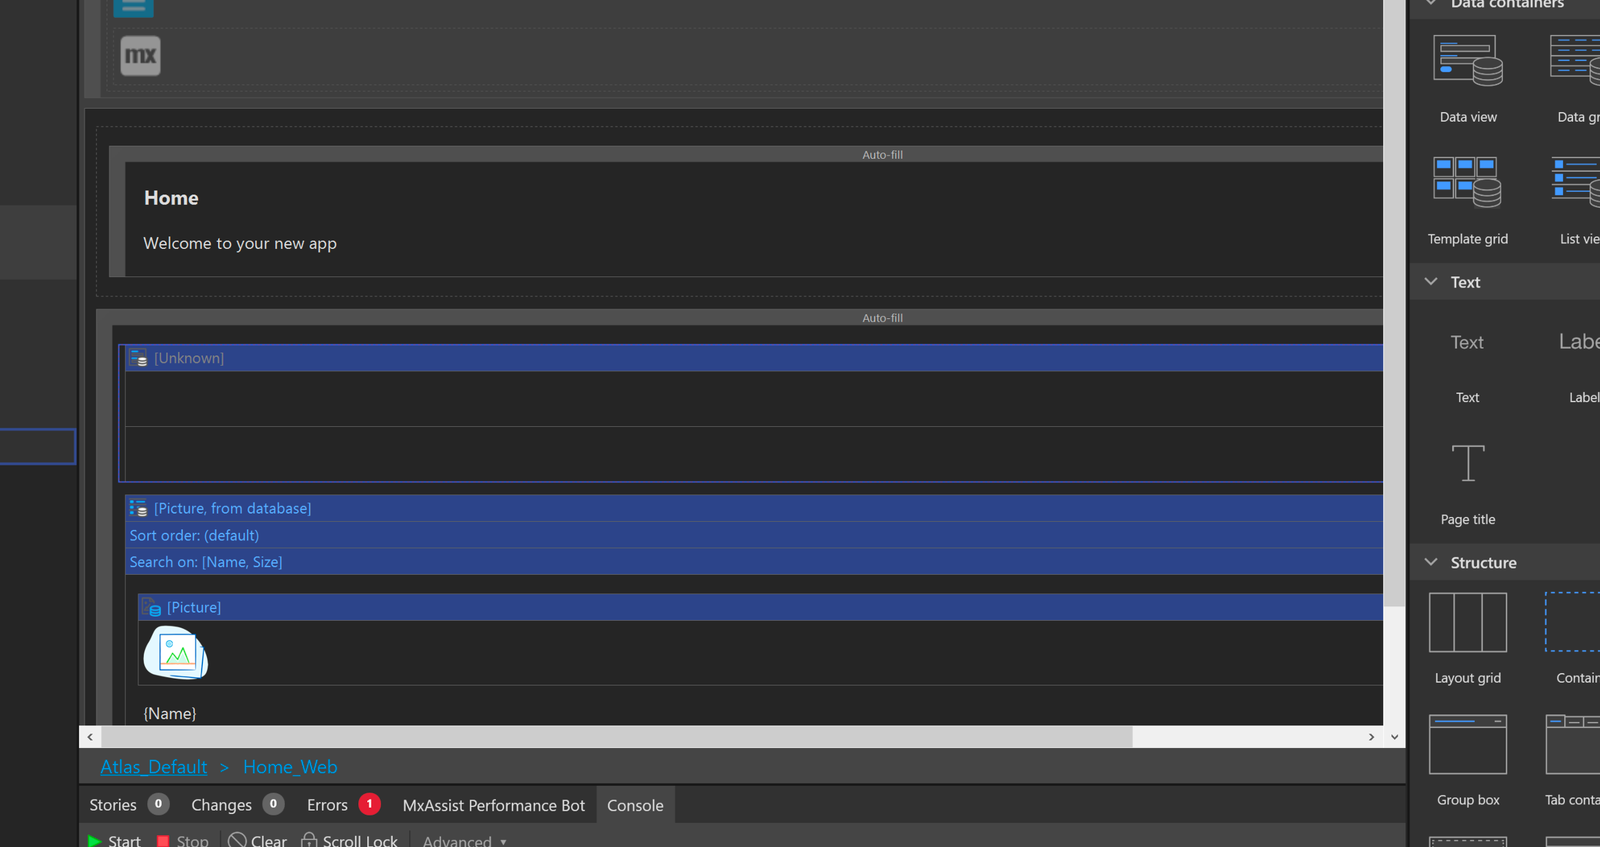 mx
Auto-fill
Home
Welcome to your new app
Auto-fill
[Unknown]
[Picture, from database]
Sort order: (default)
Search on: [Name, Size]
[Picture]
{Name}
Atlas_Default > Home_Web
Stories 0 Changes 0 Errors 1 MxAssist Performance Bot Console
Start Stop Clear Scroll Lock Advanced
Data containers
Data view Data gr
Template grid List vie
Text
Text Labe
Text Label
Page title
Structure
Layout grid Contain
Group box Tab conta